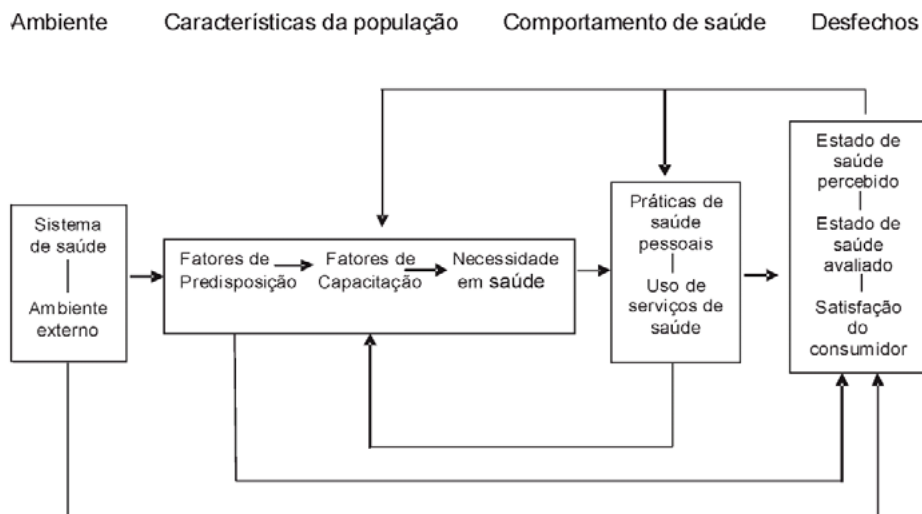 Ambiente
Características da população
Comportamento de saúde
Desfechos
Sistema
de saúde
Ambiente
externo
Fatores de
Predisposição
Fatores de
Capacitação
Necessidade
em saúde
Práticas de
saúde
pessoais
Uso de
serviços de
saúde
Estado de
saúde
percebido
Estado de
saúde
avaliado
Satisfação
do
consumidor